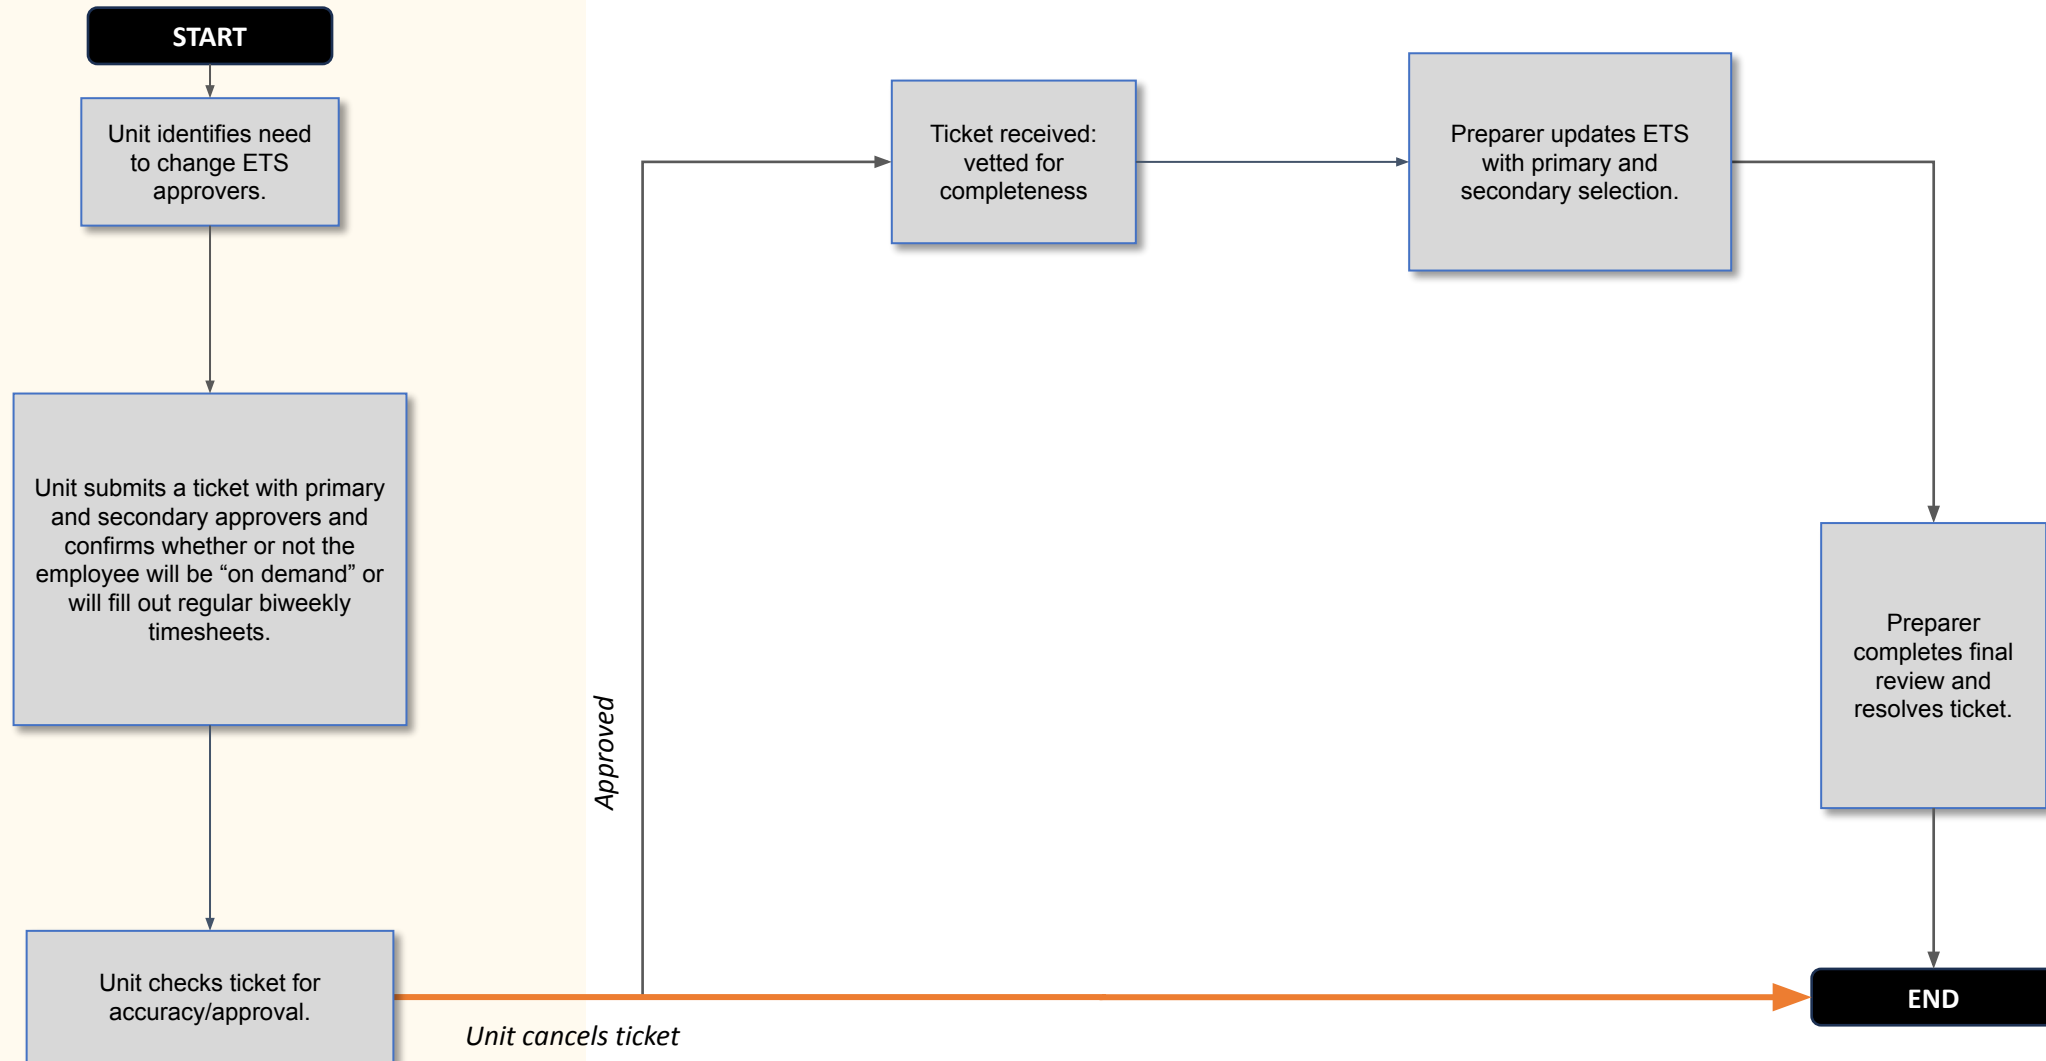 START
Unit identifies need
to change ETS
approvers.
Unit submits a ticket with primary
and secondary approvers and
confirms whether or not the
employee will be “on demand” or
will fill out regular biweekly
timesheets.
Unit checks ticket for
accuracy/approval.
Unit cancels ticket
Approved
Ticket received:
vetted for
completeness
Preparer updates ETS
with primary and
secondary selection.
Preparer
completes final
review and
resolves ticket.
END